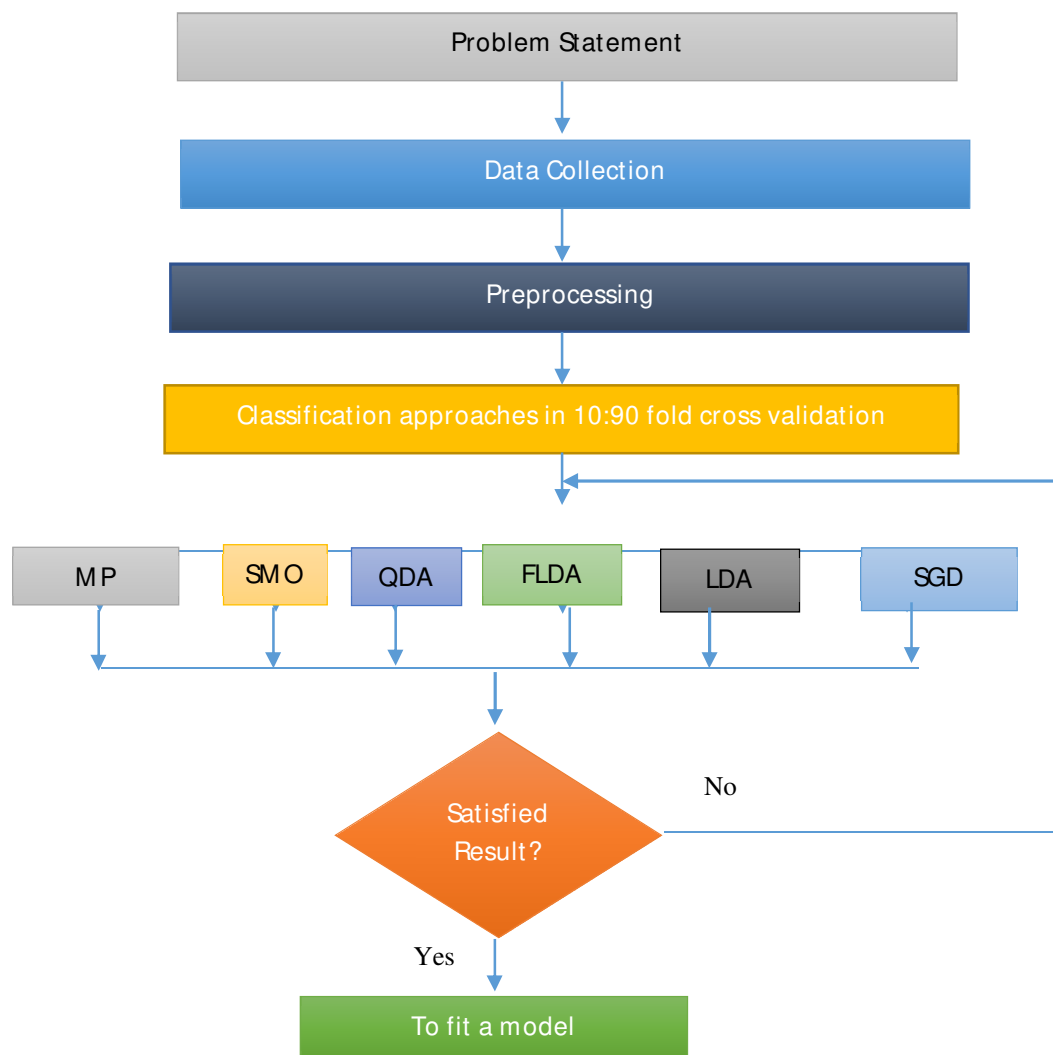 Problem Statement
Data Collection
Preprocessing
Classification approaches in 10:90 fold cross validation
MP
SMO
QDA
FLDA
LDA
SGD
Satisfied
Result?
No
Yes
To fit a model